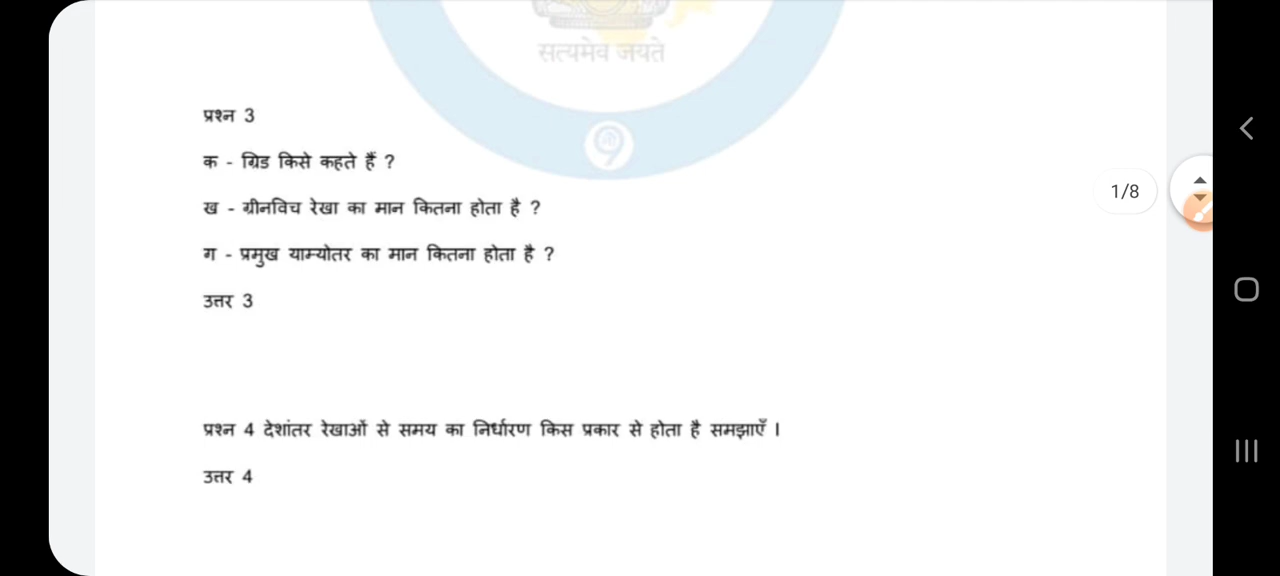 सत्यमेव जयते
प्रश्न 3
क - ग्रिड किसे कहते हैं ?
1/8
ख - ग्रीनविच रेखा का मान कितना होता है ?
ग - प्रमुख याम्योतर का मान कितना होता है ?
उत्तर 3
प्रश्न 4 देशांतर रेखाओं से समय का निर्धारण किस प्रकार से होता है समझाएँ ।
उत्तर 4